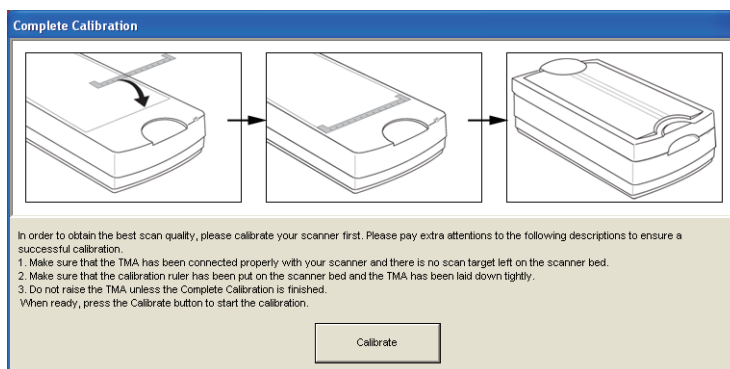 Complete Calibration
In order to obtain the best scan quality, please calibrate your scanner first. Please pay extra attentions to the following descriptions to ensure a
successful calibration.
1. Make sure that the TMA has been connected properly with your scanner and there is no scan target left on the scanner bed.
2. Make sure that the calibration ruler has been put on the scanner bed and the TMA has been laid down tightly.
3. Do not raise the TMA unless the Complete Calibration is finished.
When ready, press the Calibrate button to start the calibration.
Calibrate